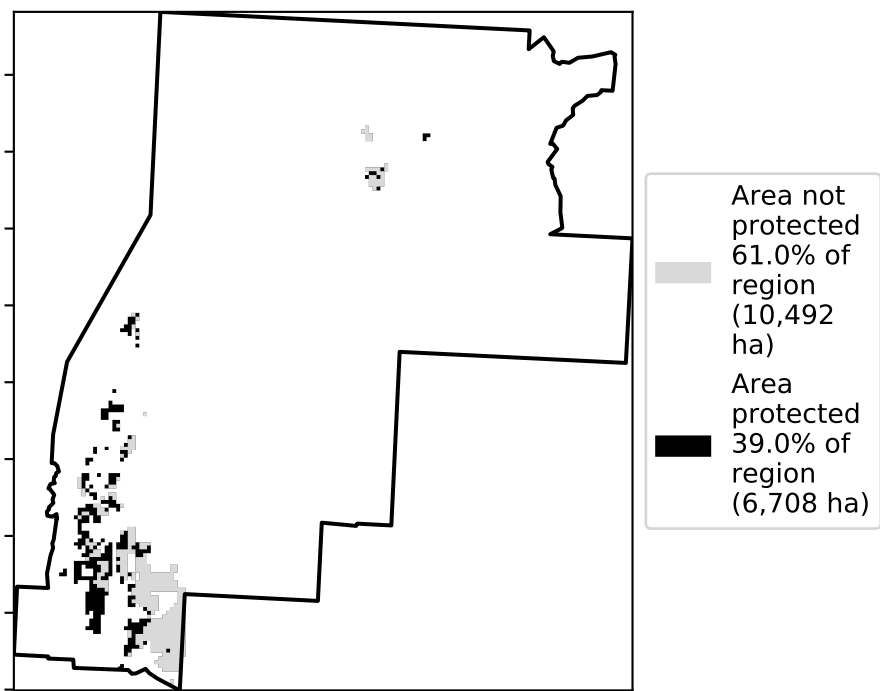 Area not
protected
61.0% of
region
(10,492
ha)
Area
protected
39.0% of
region
(6,708 ha)